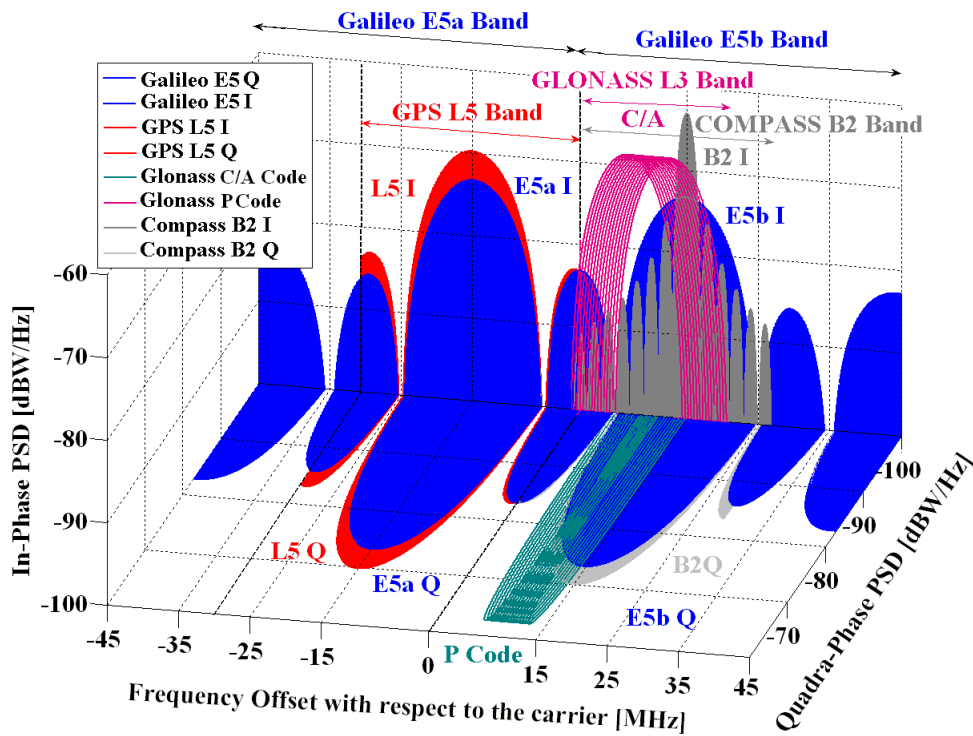 Galileo E5a Band
Galileo E5b Band
Galileo E5 Q
Galileo E5 I
GPS L5 I
GPS L5 Q
Glonass C/A Code
Glonass P Code
Compass B2 I
Compass B2 Q
GLONASS L3 Band
GPS L5 Band
C/A
COMPASS B2 Band
B2 I
L5 I
E5a I
E5b I
In-Phase PSD [dBW/Hz]
-60
-70
-80
-90
-100
L5 Q
E5a Q
P Code
B2Q
E5b Q
-45
-35
-25
-15
0
15
25
35
45
Frequency Offset with respect to the carrier [MHz]
-70
-80
-90
-100
Quadra-Phase PSD [dBW/Hz]